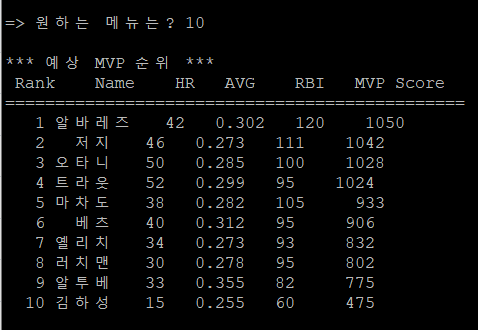 => 원하는 메뉴는? 10
*** 예상 MVP 순위 ***
Rank Name HR AVG RBI MVP Score
==============================================
1 알바레즈 42 0.302 120 1050
2 저지 46 0.273 111 1042
3 오타니 50 0.285 100 1028
4 트라웃 52 0.299 95 1024
5 마차도 38 0.282 105 933
6 베츠 40 0.312 95 906
7 옐리치 34 0.273 93 832
8 러치맨 30 0.278 95 802
9 알투베 33 0.355 82 775
10 김하성 15 0.255 60 475